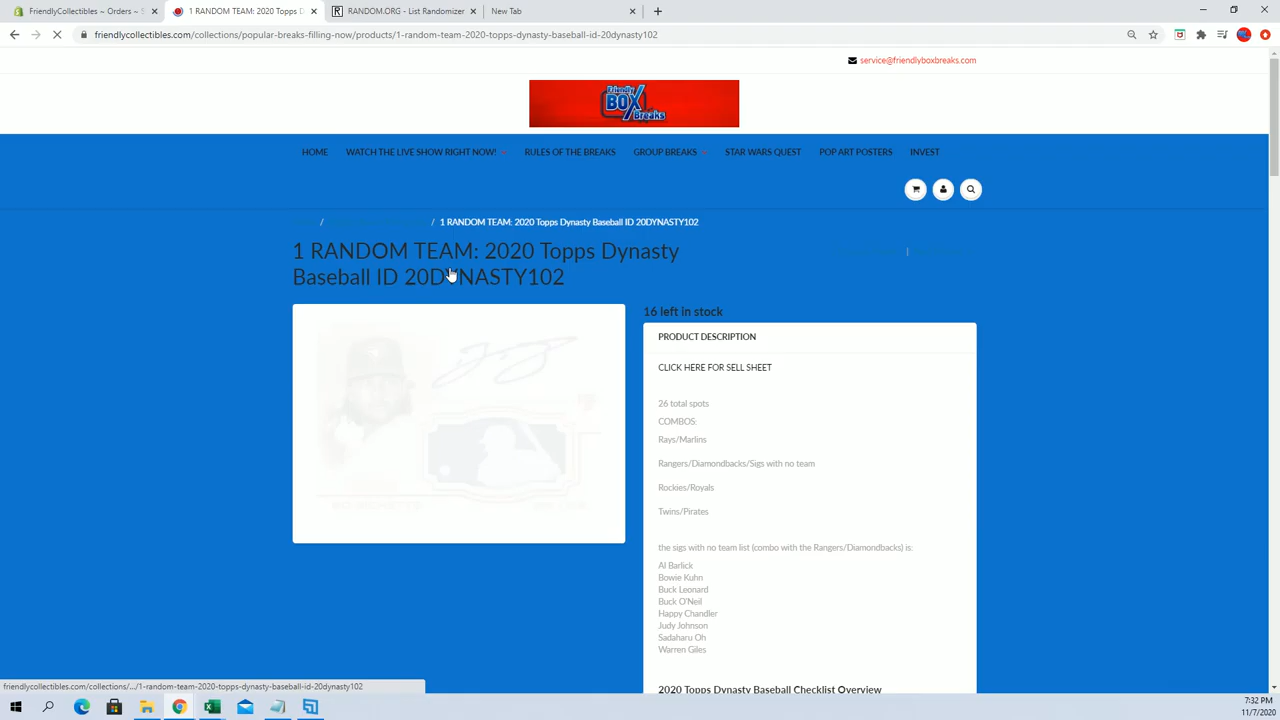 FriendlyCollectibles ~ Orders ~ S
1 RANDOM TEAM: 2020 Topps D
RANDOM.ORG - List Randomizer
New Tab
friendlycollectibles.com/collections/popular-breaks-filling-now/products/1-random-team-2020-topps-dynasty-baseball-id-20dynasty102
service@friendlyboxbreaks.com
Friendly
BOX
Breaks
HOME
WATCH THE LIVE SHOW RIGHT NOW!
RULES OF THE BREAKS
GROUP BREAKS
STAR WARS QUEST
POP ART POSTERS
INVEST
/ / 1 RANDOM TEAM: 2020 Topps Dynasty Baseball ID 20DYNASTY102
1 RANDOM TEAM: 2020 Topps Dynasty
Baseball ID 20DYNASTY102
16 left in stock
PRODUCT DESCRIPTION
CLICK HERE FOR SELL SHEET
26 total spots
COMBOS:
Rays/Marlins
Rangers/Diamondbacks/Sigs with no team
Rockies/Royals
Twins/Pirates
the sigs with no team list (combo with the Rangers/Diamondbacks) is:
Al Barlick
Bowie Kuhn
Buck Leonard
Buck O'Neil
Happy Chandler
Judy Johnson
Sadaharu Oh
Warren Giles
2020 Topps Dynasty Baseball Checklist Overview
friendlycollectibles.com/collections/.../1-random-team-2020-topps-dynasty-baseball-id-20dynasty102
7:32 PM
11/7/2020